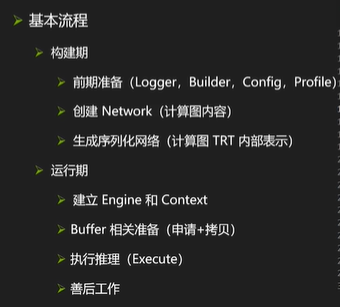 基本流程
构建期
前期准备（Logger，Builder，Config，Profile）
创建 Network（计算图内容）
生成序列化网络（计算图 TRT 内部表示）
运行期
建立 Engine 和 Context
Buffer 相关准备（申请+拷贝）
执行推理（Execute）
善后工作